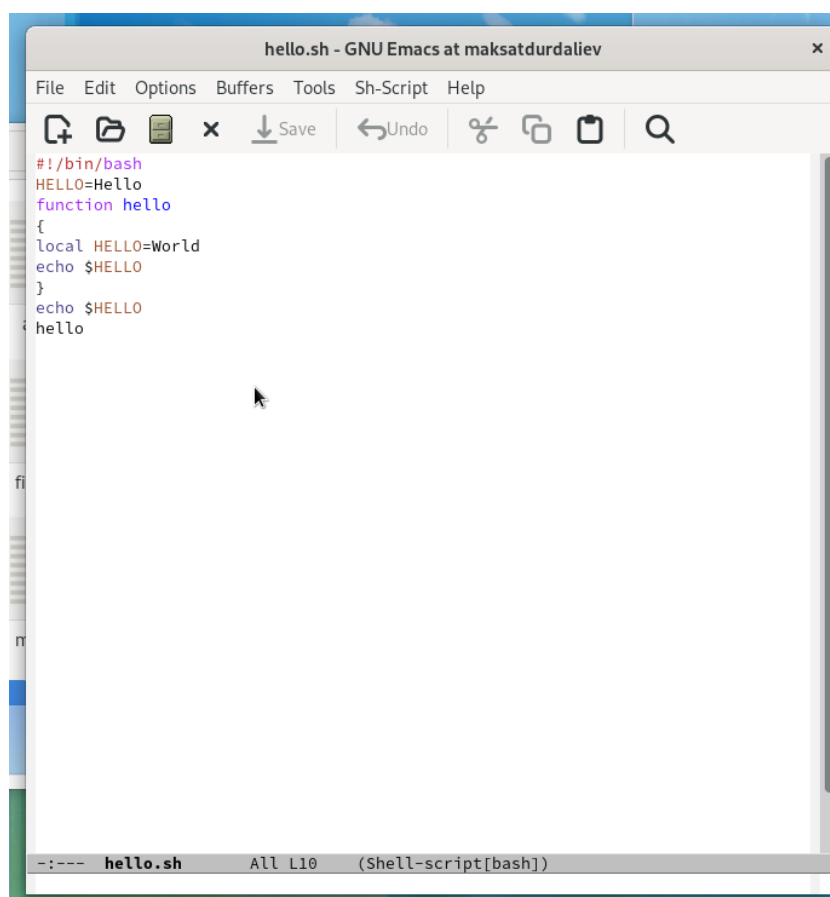 hello.sh - GNU Emacs at maksatdurdaliev
File Edit Options Buffers Tools Sh-Script Help
Save Undo
#!/bin/bash
HELLO=Hello
function hello
{
local HELLO=World
echo $HELLO
}
echo $HELLO
hello
fi
m
-:--- hello.sh All L10 (Shell-script[bash])